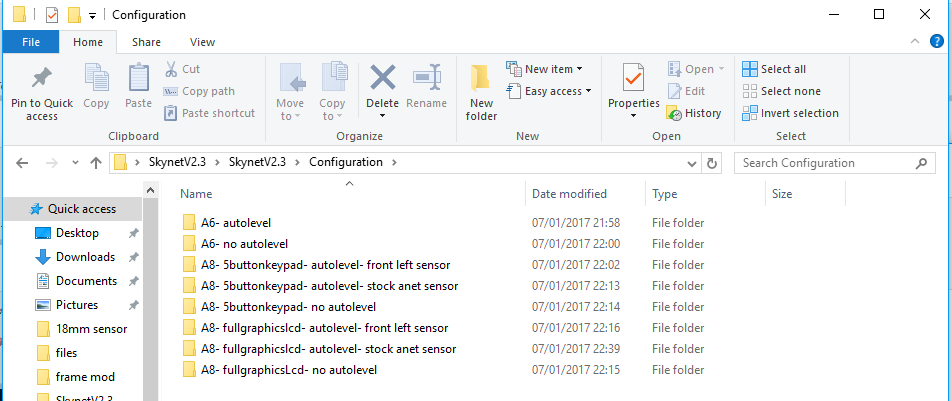 Configuration
File Home Share View
Pin to Quick access
Copy
Paste
Cut
Copy path
Paste shortcut
Clipboard
Move to
Copy to
Delete
Rename
Organize
New folder
New item
Easy access
New
Properties
Open
Edit
History
Open
Select all
Select none
Invert selection
Select
SkynetV2.3 SkynetV2.3 Configuration
Search Configuration
Name Date modified Type Size
Quick access
Desktop
Downloads
Documents
Pictures
18mm sensor
files
frame mod
SkynetV2.3
A6- autolevel 07/01/2017 21:58 File folder
A6- no autolevel 07/01/2017 22:00 File folder
A8- 5buttonkeypad- autolevel- front left sensor 07/01/2017 22:02 File folder
A8- 5buttonkeypad- autolevel- stock anet sensor 07/01/2017 22:13 File folder
A8- 5buttonkeypad- no autolevel 07/01/2017 22:14 File folder
A8- fullgraphicslcd- autolevel- front left sensor 07/01/2017 22:16 File folder
A8- fullgraphicslcd- autolevel- stock anet sensor 07/01/2017 22:39 File folder
A8- fullgraphicsLcd- no autolevel 07/01/2017 22:15 File folder